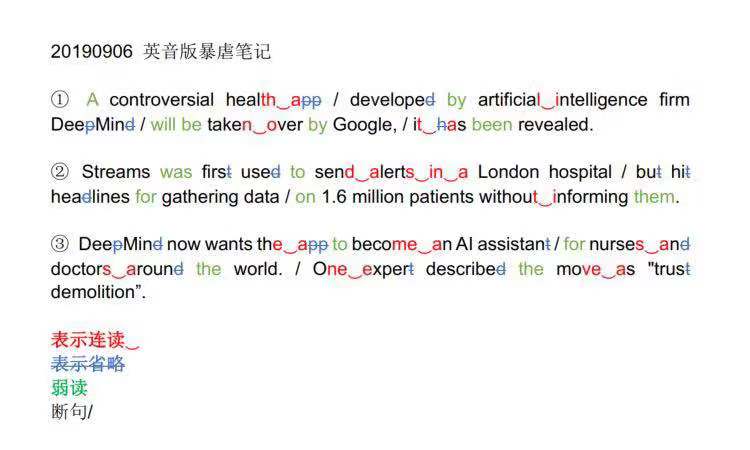 20190906 英音版暴虐笔记
① A controversial health‿app / developed by artificial‿intelligence firm
DeepMind / will be taken‿over by Google, / it‿has been revealed.
② Streams was first used to send‿alerts‿in‿a London hospital / but hit
headlines for gathering data / on 1.6 million patients without‿informing them.
③ DeepMind now wants the‿app to become‿an AI assistant / for nurses‿and
doctors‿around the world. / One‿expert described the move‿as "trust
demolition”.
表示连读‿
表示省略
弱读
断句/